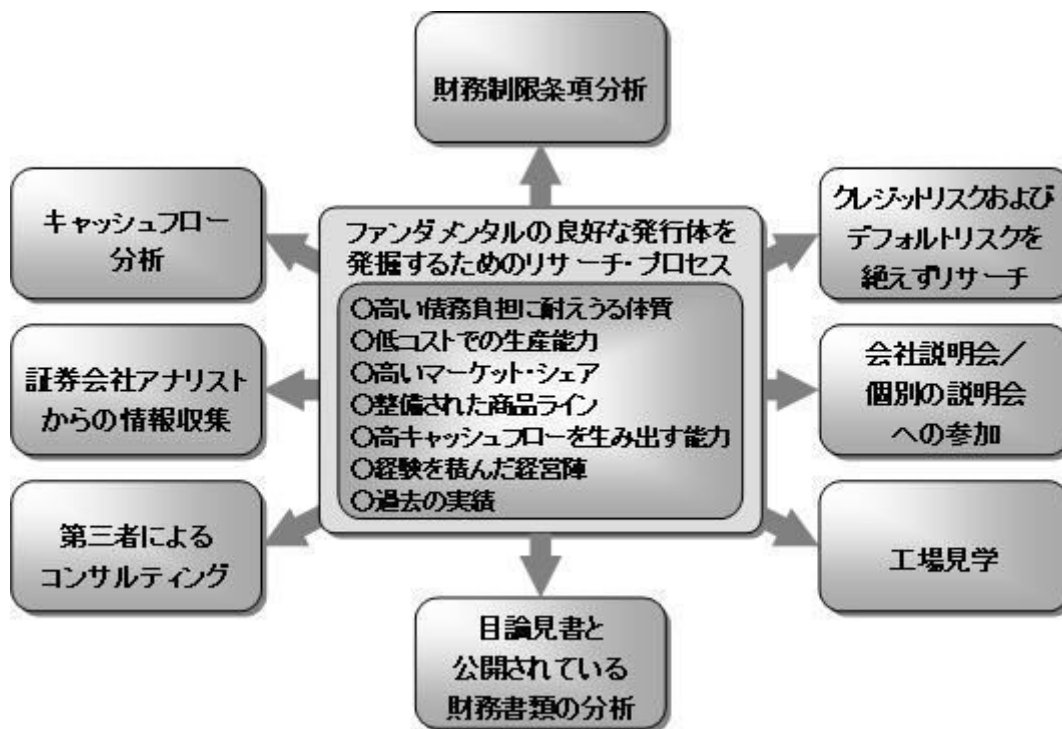 財務制限条項分析
キャッシュフロー
分析
クレジットリスクおよび
デフォルトリスクを
絶えずリサーチ
ファンダメンタルの良好な発行体を
発掘するためのリサーチ・プロセス
○高い債務負担に耐えうる体質
○低コストでの生産能力
○高いマーケット・シェア
○整備された商品ライン
○高キャッシュフローを生み出す能力
○経験を積んだ経営陣
○過去の実績
証券会社アナリスト
からの情報収集
会社説明会/
個別の説明会
への参加
第三者による
コンサルティング
工場見学
目論見書と
公開されている
財務書類の分析